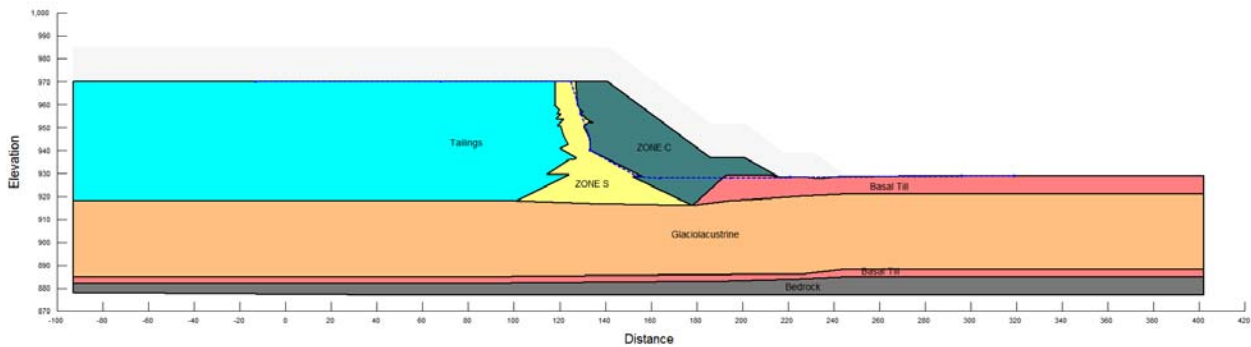 1,000
990
980
970
960
950
940
930
920
910
900
890
880
870
Elevation
Tailings
ZONE C
ZONE S
Basal Till
Glaciolacustrine
Basal Till
Bedrock
-100 -80 -60 -40 -20 0 20 40 60 80 100 120 140 160 180 200 220 240 260 280 300 320 340 360 380 400 420
Distance